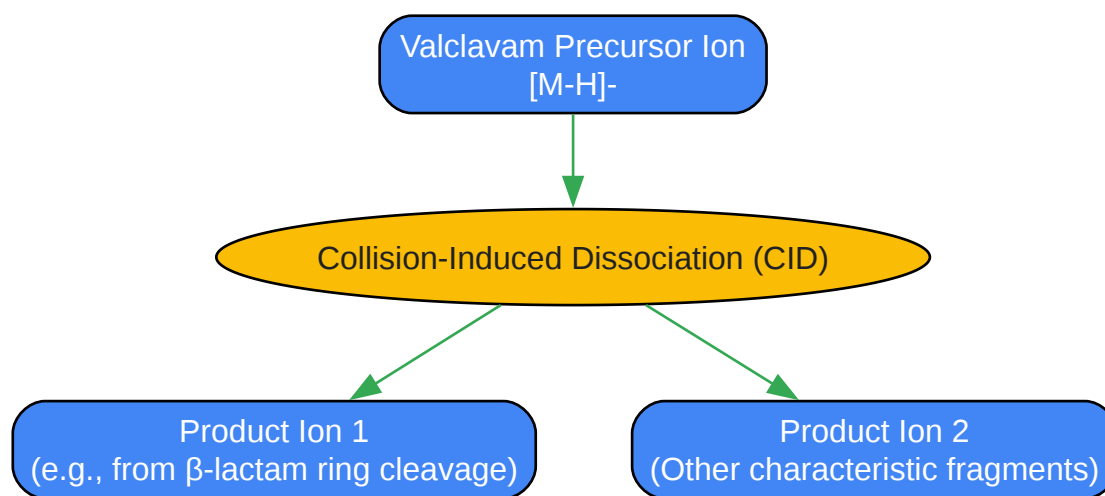 Valclavam Precursor Ion
[M-H]-
Collision-Induced Dissociation (CID)
Product Ion 1
(e.g., from β-lactam ring cleavage)
Product Ion 2
(Other characteristic fragments)